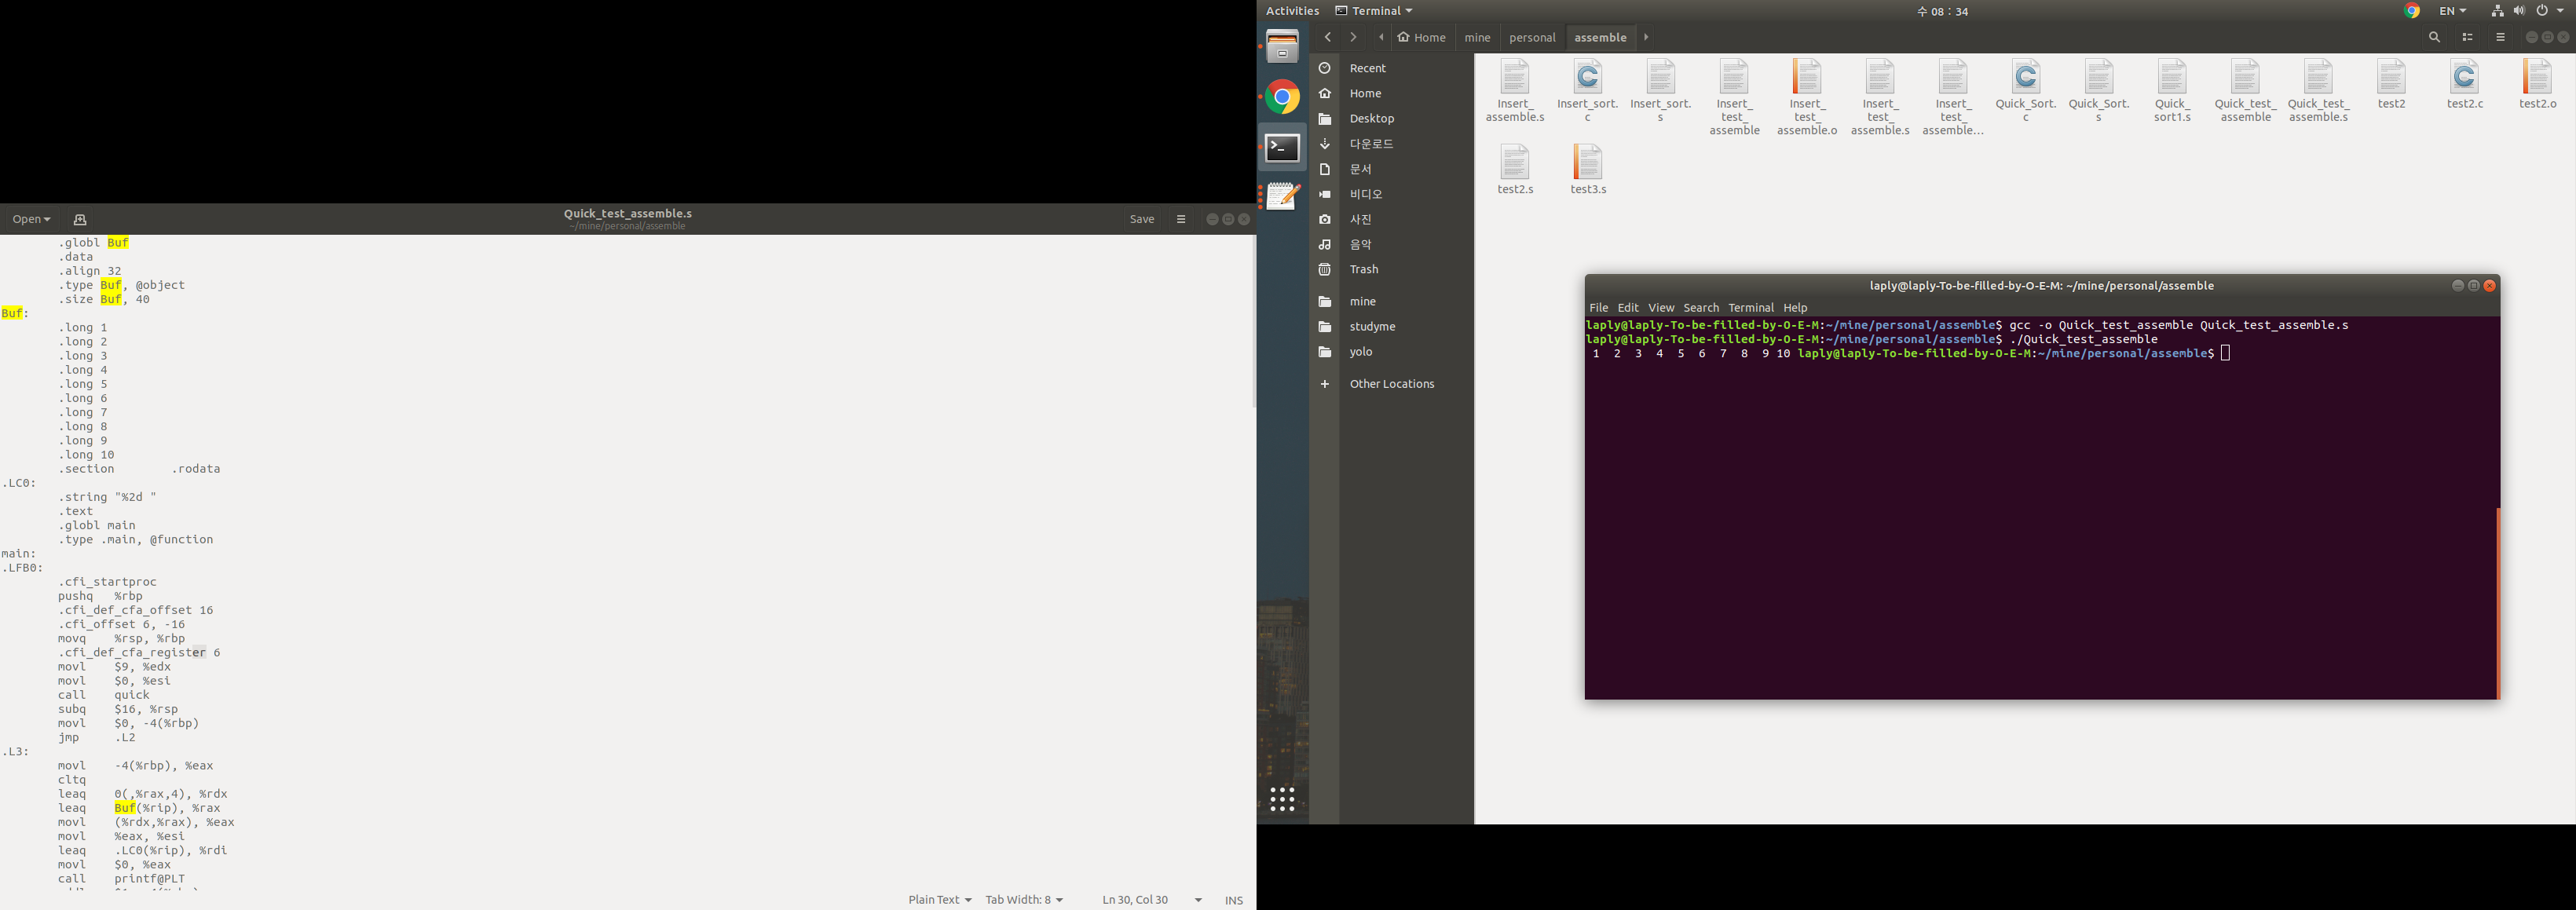 Open
Quick_test_assemble.s
~/mine/personal/assemble
Save
.globl Buf
.data
.align 32
.type Buf, @object
.size Buf, 40
Buf:
.long 1
.long 2
.long 3
.long 4
.long 5
.long 6
.long 7
.long 8
.long 9
.long 10
.section .rodata
.LC0:
.string "%2d "
.text
.globl main
.type .main, @function
main:
.LFB0:
.cfi_startproc
pushq %rbp
.cfi_def_cfa_offset 16
.cfi_offset 6, -16
movq %rsp, %rbp
.cfi_def_cfa_register 6
movl $9, %edx
movl $0, %esi
call quick
subq $16, %rsp
movl $0, -4(%rbp)
jmp .L2
.L3:
movl -4(%rbp), %eax
cltq
leaq 0(,%rax,4), %rdx
leaq Buf(%rip), %rax
movl (%rdx,%rax), %eax
movl %eax, %esi
leaq .LC0(%rip), %rdi
movl $0, %eax
call printf@PLT
Plain Text Tab Width: 8 Ln 30, Col 30 INS
Activities Terminal 수 08 : 34 EN
Home mine personal assemble
Recent
Home
Desktop
다운로드
문서
비디오
사진
음악
Trash
mine
studyme
yolo
+ Other Locations
Insert_assemble.s
Insert_sort.c
Insert_sort.s
Insert_test_assemble
Insert_test_assemble.o
Insert_test_assemble.s
Insert_test_assemble…
Quick_Sort.c
Quick_Sort.s
Quick_sort1.s
Quick_test_assemble
Quick_test_assemble.s
test2
test2.c
test2.o
test2.s
test3.s
laply@laply-To-be-filled-by-O-E-M: ~/mine/personal/assemble
File Edit View Search Terminal Help
laply@laply-To-be-filled-by-O-E-M:~/mine/personal/assemble$ gcc -o Quick_test_assemble Quick_test_assemble.s
laply@laply-To-be-filled-by-O-E-M:~/mine/personal/assemble$ ./Quick_test_assemble
1 2 3 4 5 6 7 8 9 10 laply@laply-To-be-filled-by-O-E-M:~/mine/personal/assemble$